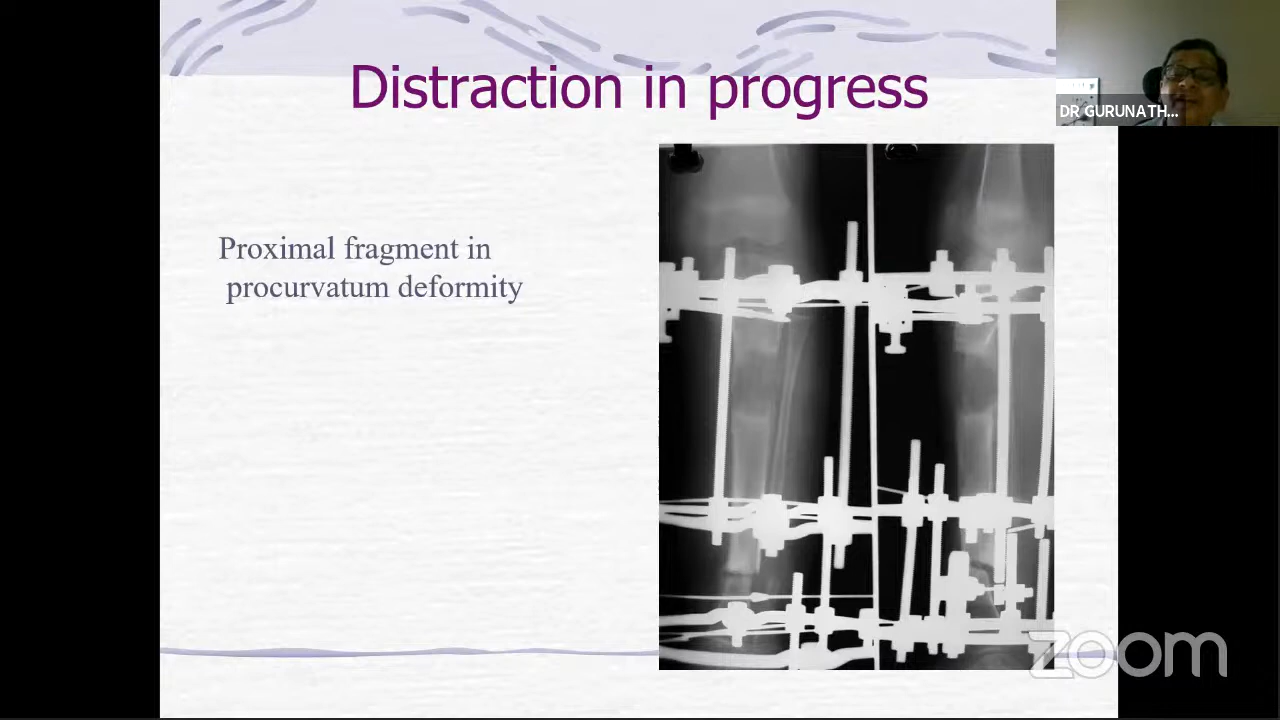 Distraction in progress
DR GURUNATH...
Proximal fragment in
procurvatum deformity
zoom